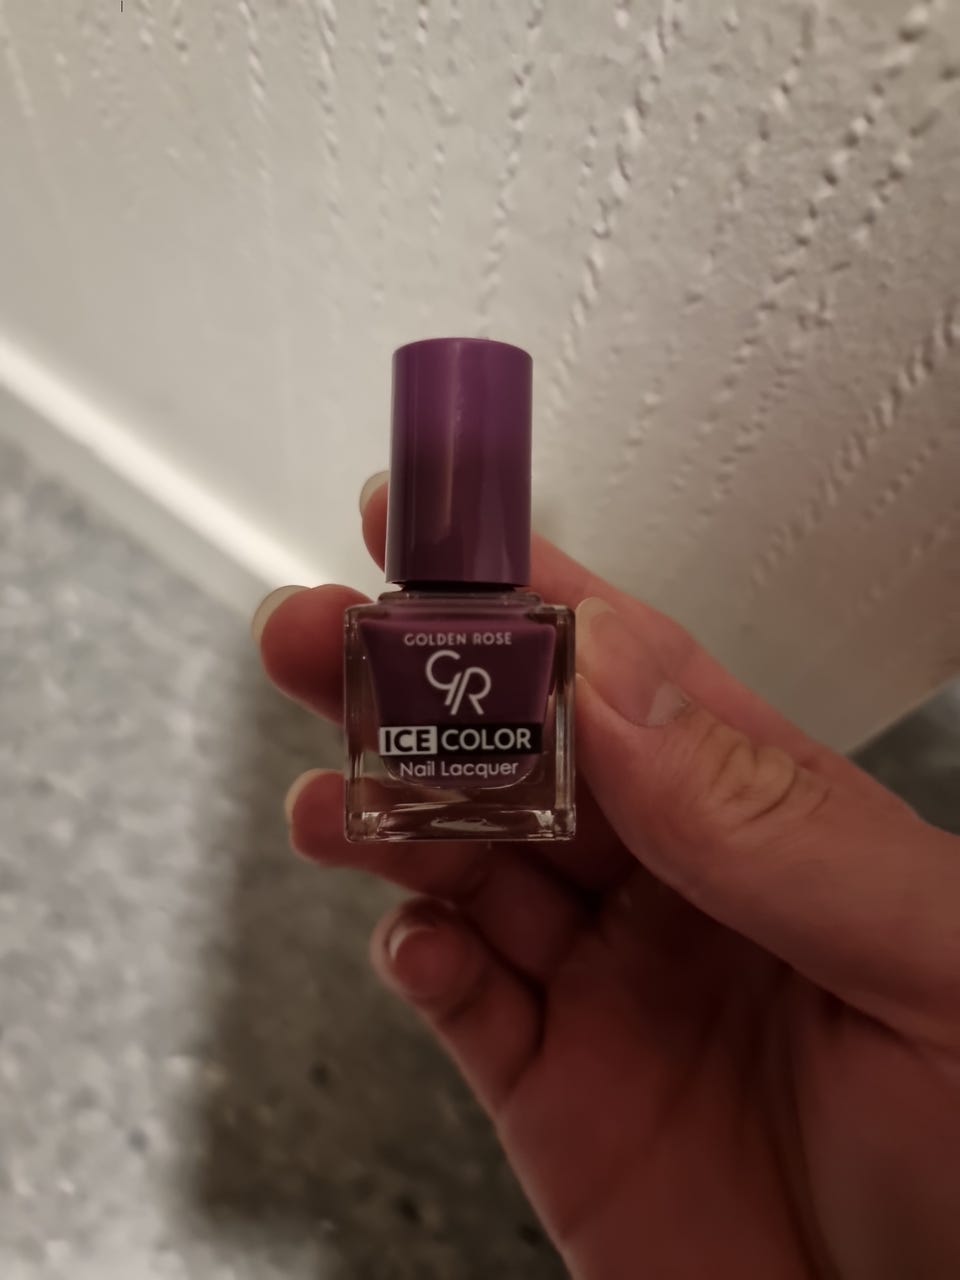 GOLDEN ROSE
GR
ICE COLOR
Nail Lacquer